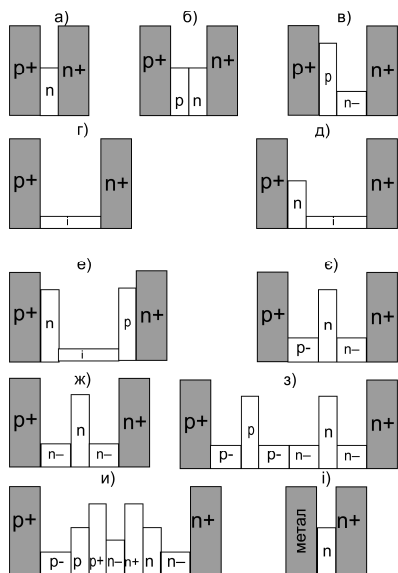 а) б) в)
p+ n n+ p+ p n n+ p+ p n– n+
г) д)
p+ i n+ p+ n i n+
е) є)
p+ n i p n+ p+ p- n n– n+
ж) з)
p+ n– n n– n+ p+ p- p p- n– n n– n+
и) і)
p+ p- p p+ n– n+ n n– n+ метал n n+